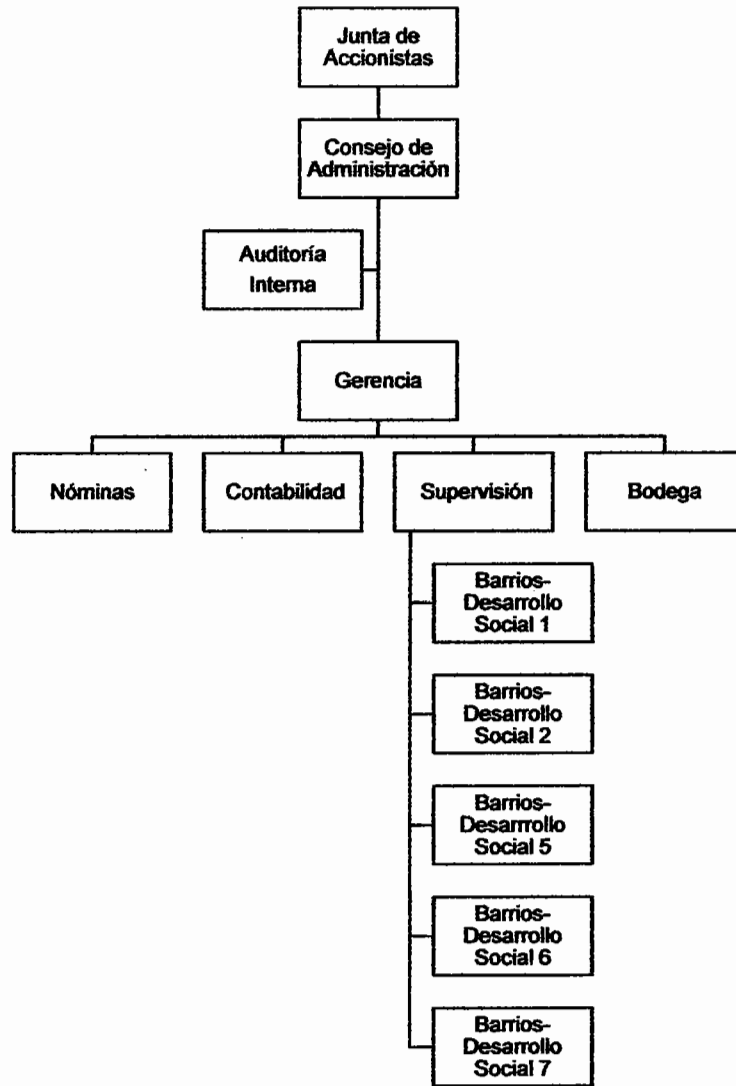 Junta de
Accionistas
Consejo de
Administración
Auditoría
Interna
Gerencia
Nóminas
Contabilidad
Supervisión
Bodega
Barrios-
Desarrollo
Social 1
Barrios-
Desarrollo
Social 2
Barrios-
Desarrrollo
Social 5
Barrios-
Desarrollo
Social 6
Barrios-
Desarrollo
Social 7